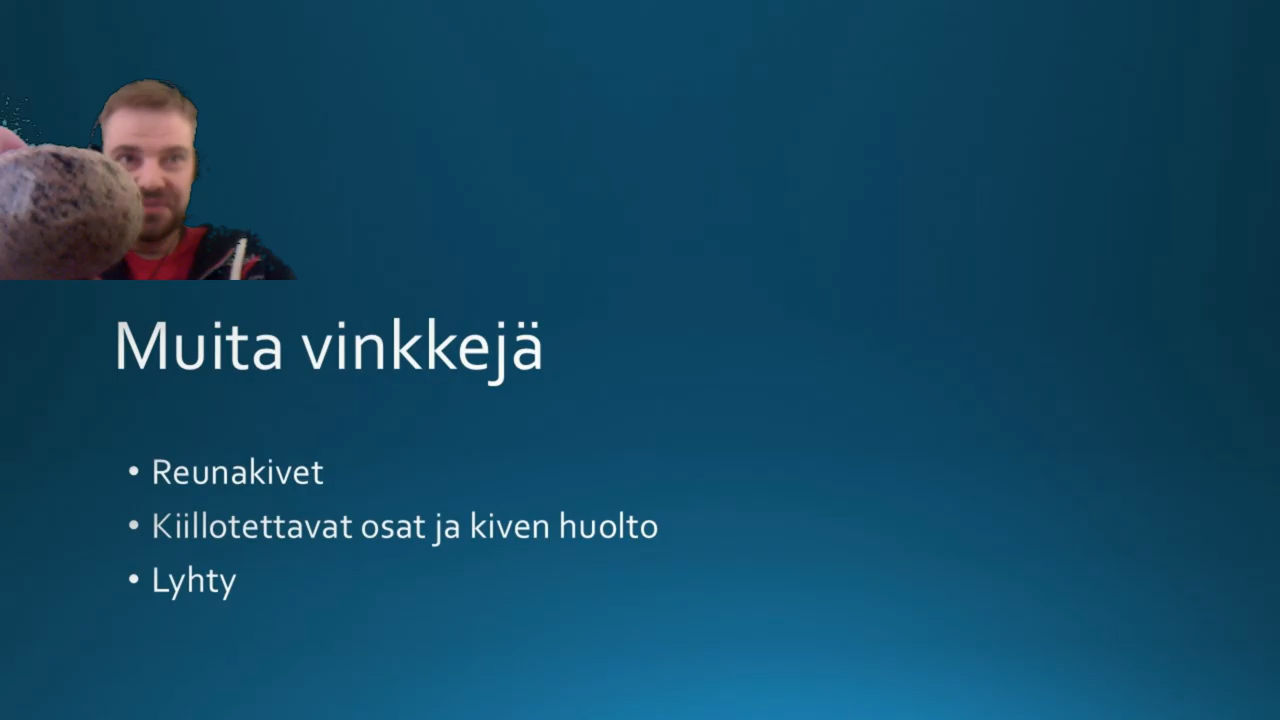 Muita vinkkejä
• Reunakivet
• Kiillotettavat osat ja kiven huolto
• Lyhty